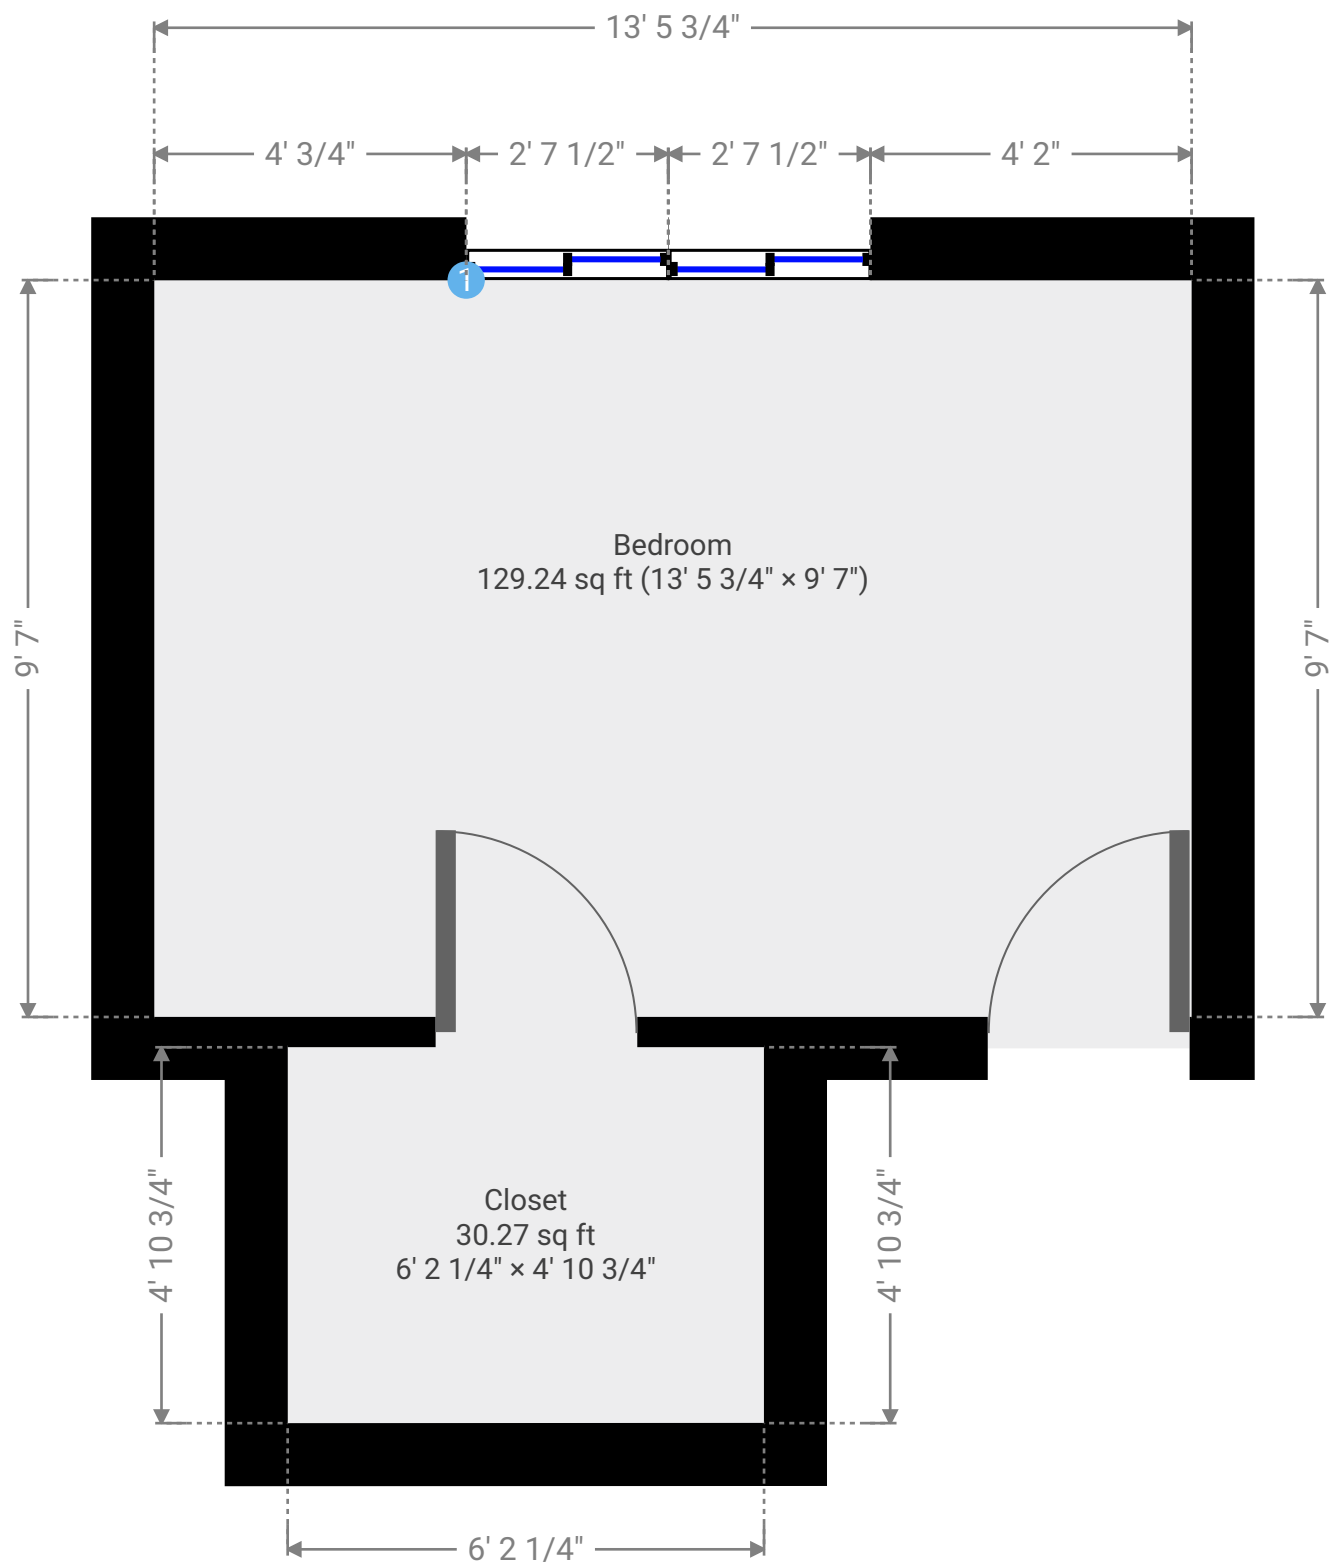 13' 5 3/4"
4' 3/4"
2' 7 1/2"
2' 7 1/2"
4' 2"
1
Bedroom
129.24 sq ft (13' 5 3/4" × 9' 7")
9' 7"
9' 7"
Closet
30.27 sq ft
6' 2 1/4" × 4' 10 3/4"
4' 10 3/4"
4' 10 3/4"
6' 2 1/4"